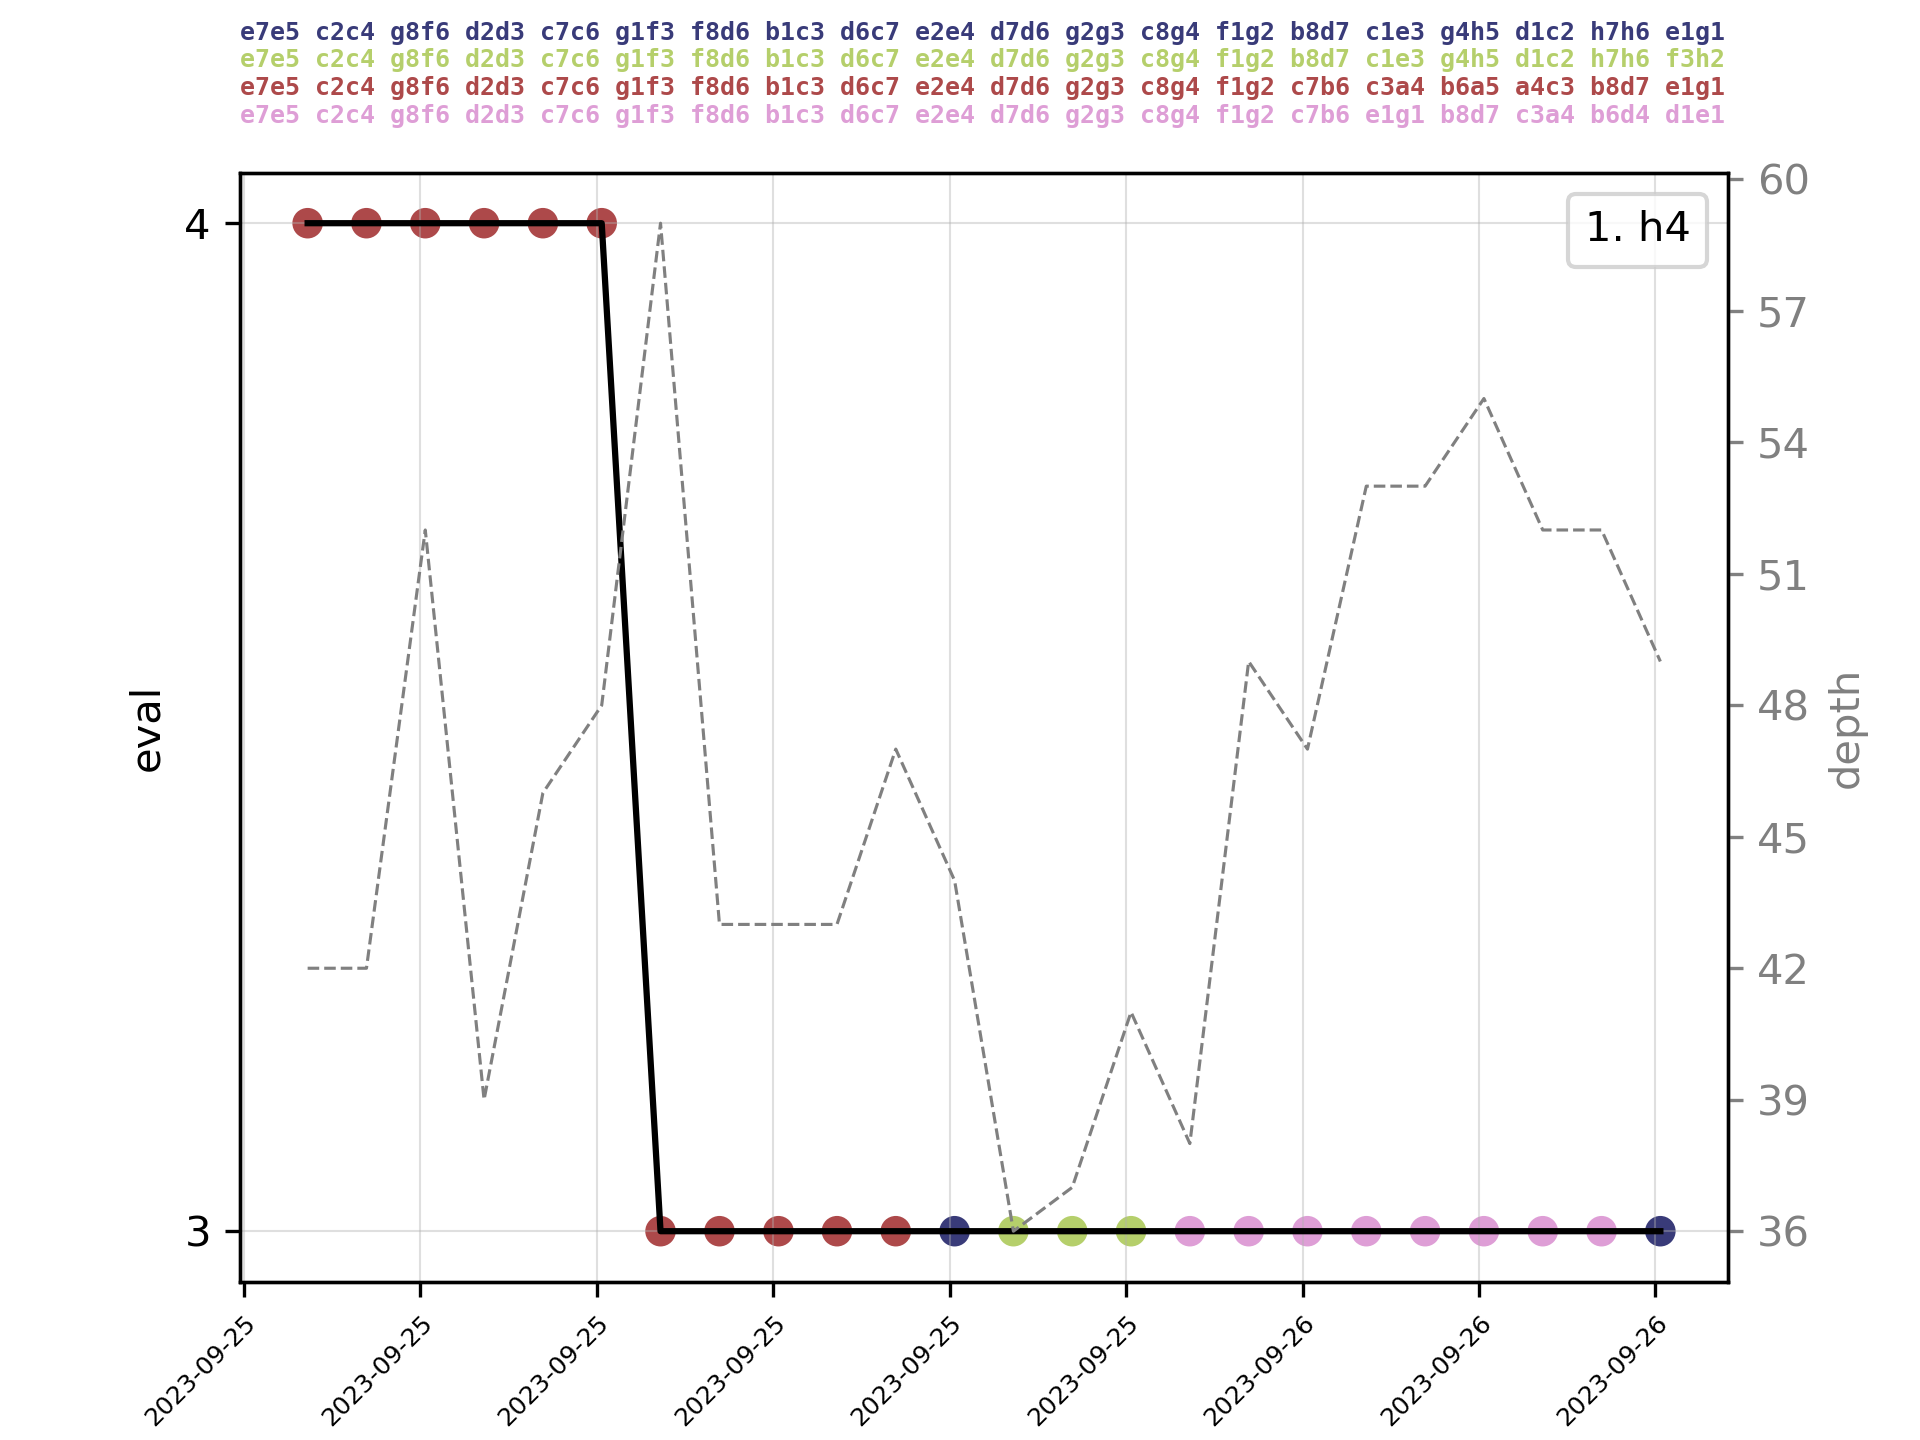 e7e5 c2c4 g8f6 d2d3 c7c6 g1f3 f8d6 b1c3 d6c7 e2e4 d7d6 g2g3 c8g4 f1g2 b8d7 c1e3 g4h5 d1c2 h7h6 e1g1
e7e5 c2c4 g8f6 d2d3 c7c6 g1f3 f8d6 b1c3 d6c7 e2e4 d7d6 g2g3 c8g4 f1g2 b8d7 c1e3 g4h5 d1c2 h7h6 f3h2
e7e5 c2c4 g8f6 d2d3 c7c6 g1f3 f8d6 b1c3 d6c7 e2e4 d7d6 g2g3 c8g4 f1g2 c7b6 c3a4 b6a5 a4c3 b8d7 e1g1
e7e5 c2c4 g8f6 d2d3 c7c6 g1f3 f8d6 b1c3 d6c7 e2e4 d7d6 g2g3 c8g4 f1g2 c7b6 e1g1 b8d7 c3a4 b6d4 d1e1
1. h4
4
3
eval
60
57
54
51
48
45
42
39
36
depth
2023-09-25
2023-09-25
2023-09-25
2023-09-25
2023-09-25
2023-09-25
2023-09-26
2023-09-26
2023-09-26